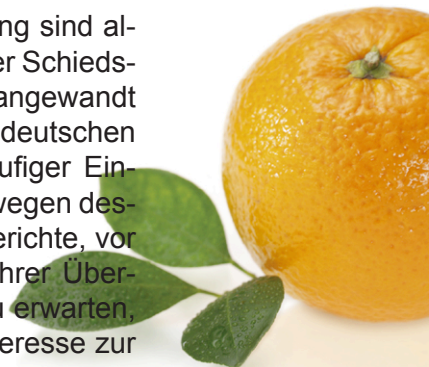 ng sind al-
er Schieds-
angewandt
deutschen
ufiger Ein-
wegen des-
erichte, vor
hrer Über-
u erwarten,
eresse zur